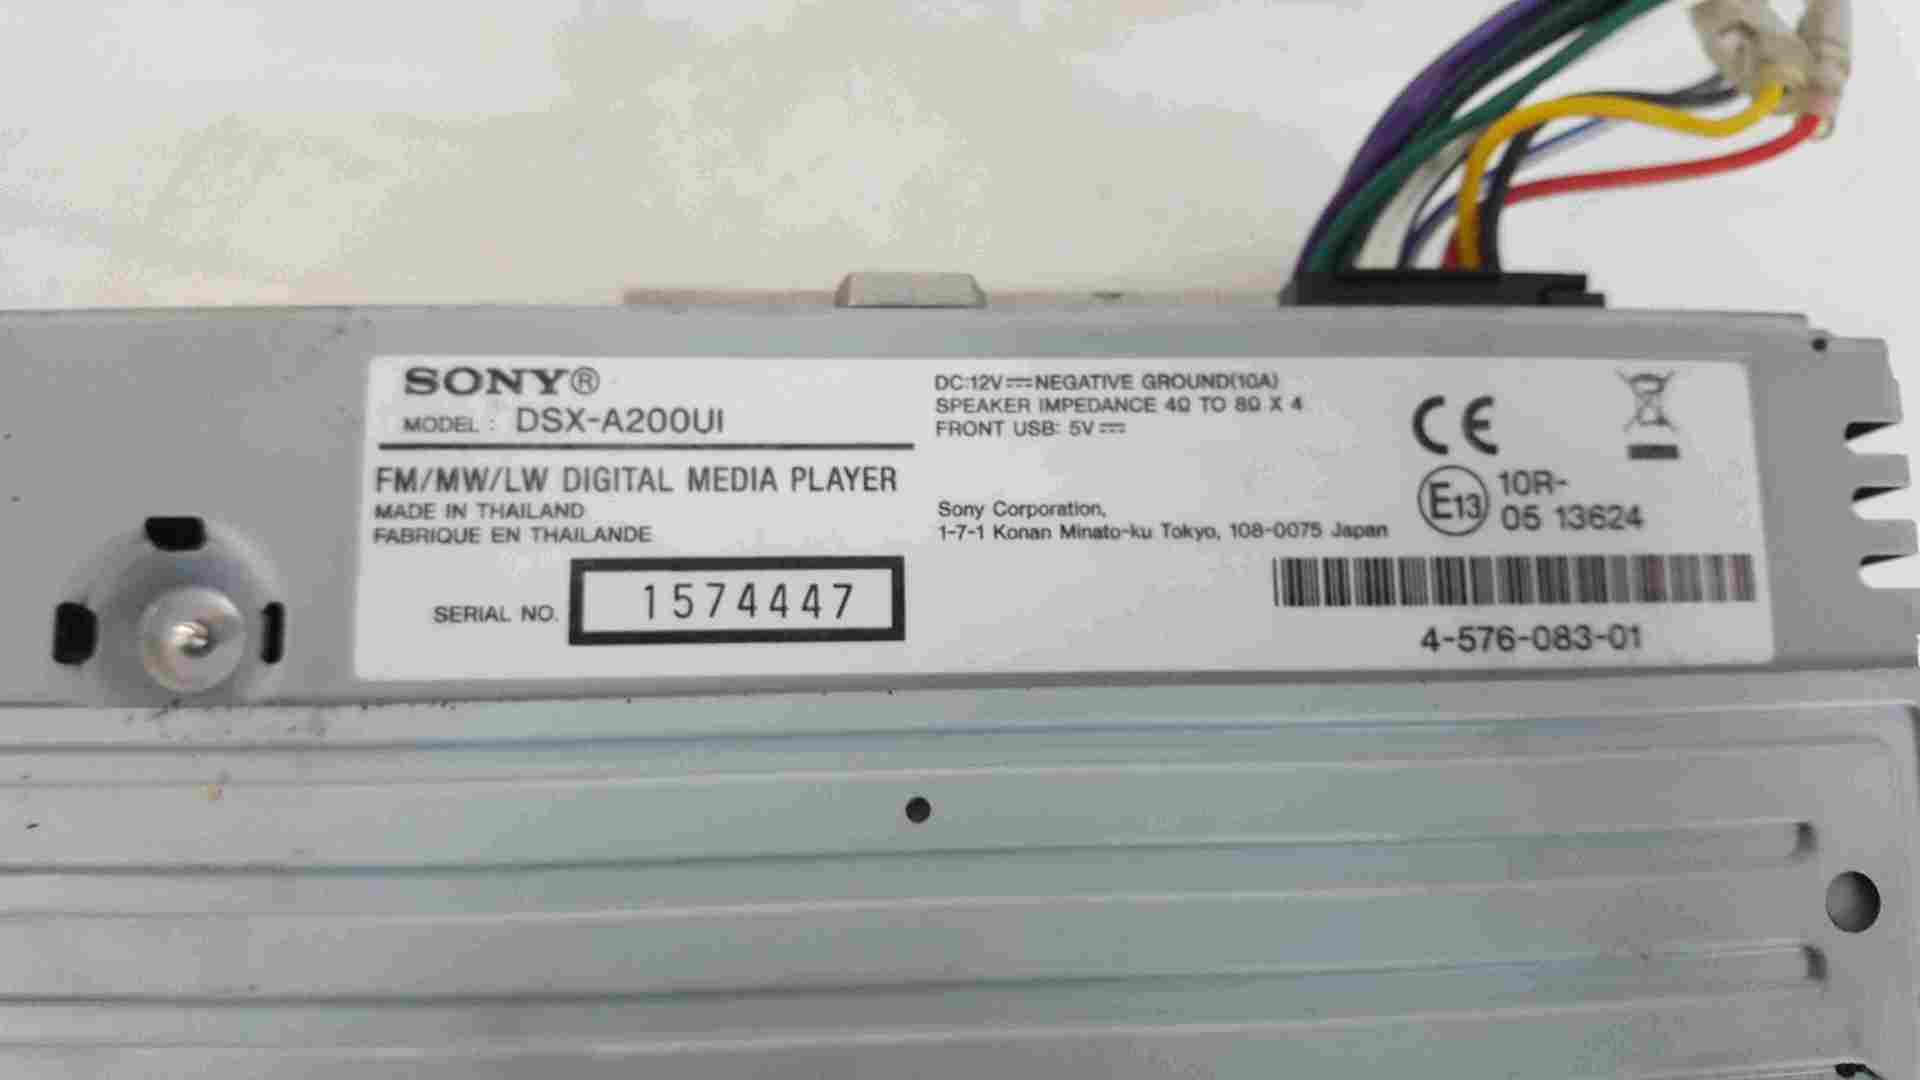 SONY®
MODEL : DSX-A200UI
FM/MW/LW DIGITAL MEDIA PLAYER
MADE IN THAILAND
FABRIQUE EN THAILANDE
SERIAL NO. 1574447
DC:12V⎓NEGATIVE GROUND(10A)
SPEAKER IMPEDANCE 4Ω TO 8Ω X 4
FRONT USB: 5V⎓
Sony Corporation,
1-7-1 Konan Minato-ku Tokyo, 108-0075 Japan
CE
E13 10R-
05 13624
4-576-083-01